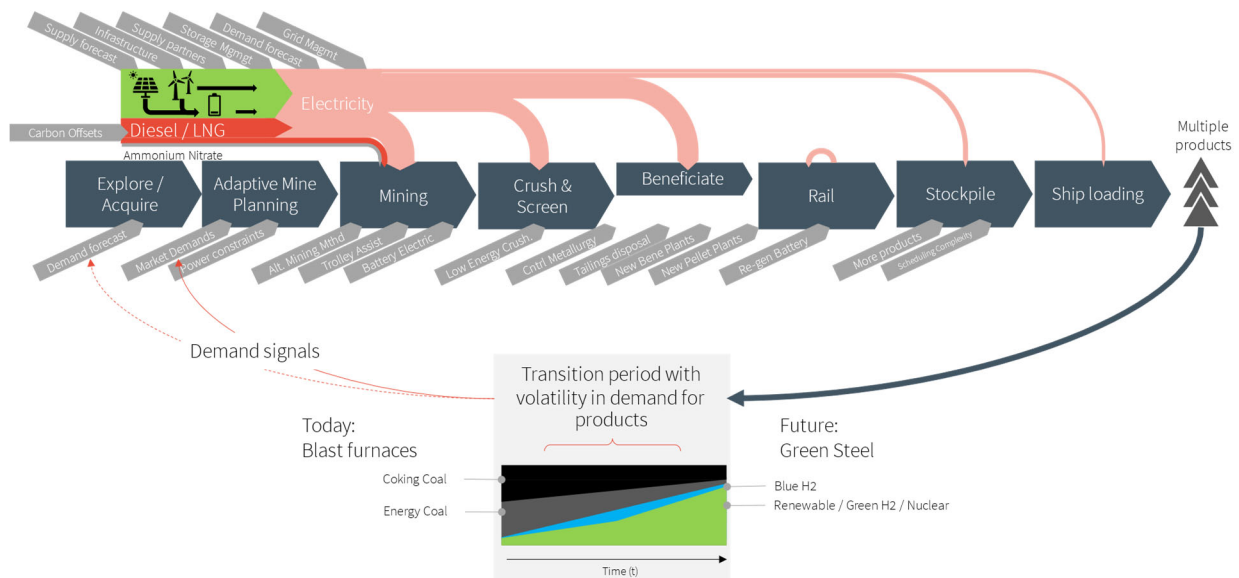 Supply forecast
Infrastructure
Supply partners
Storage Mgmgt
Demand forecast
Grid Magmt
Electricity
Carbon Offsets
Diesel / LNG
Ammonium Nitrate
Multiple
products
Explore /
Acquire
Adaptive Mine
Planning
Mining
Crush &
Screen
Beneficiate
Rail
Stockpile
Ship loading
Demand forecast
Market Demands
Power constraints
Alt. Mining Mthd
Trolley Assist
Battery Electric
Low Energy Crush.
Cntrl Metallurgy
Tailings disposal
New Bene Plants
New Pellet Plants
Re-gen Battery
More products
Scheduling Complexity
Demand signals
Transition period with
volatility in demand for
products
Today:
Blast furnaces
Future:
Green Steel
Coking Coal
Energy Coal
Blue H2
Renewable / Green H2 / Nuclear
Time (t)